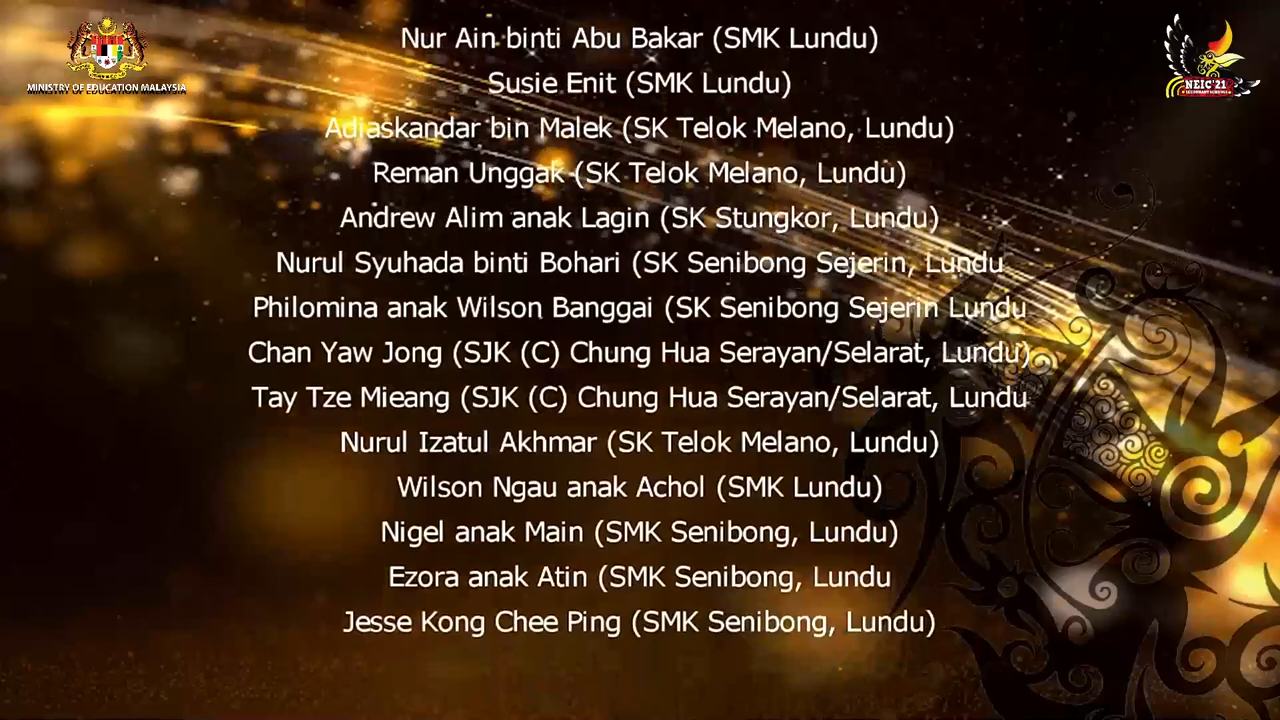 MINISTRY OF EDUCATION MALAYSIA
NEIC'21
Nur Ain binti Abu Bakar (SMK Lundu)
Susie Enit (SMK Lundu)
Adiaskandar bin Malek (SK Telok Melano, Lundu)
Reman Unggak (SK Telok Melano, Lundu)
Andrew Alim anak Lagin (SK Stungkor, Lundu)
Nurul Syuhada binti Bohari (SK Senibong Sejerin, Lundu
Philomina anak Wilson Banggai (SK Senibong Sejerin Lundu
Chan Yaw Jong (SJK (C) Chung Hua Serayan/Selarat, Lundu)
Tay Tze Mieang (SJK (C) Chung Hua Serayan/Selarat, Lundu
Nurul Izatul Akhmar (SK Telok Melano, Lundu)
Wilson Ngau anak Achol (SMK Lundu)
Nigel anak Main (SMK Senibong, Lundu)
Ezora anak Atin (SMK Senibong, Lundu
Jesse Kong Chee Ping (SMK Senibong, Lundu)